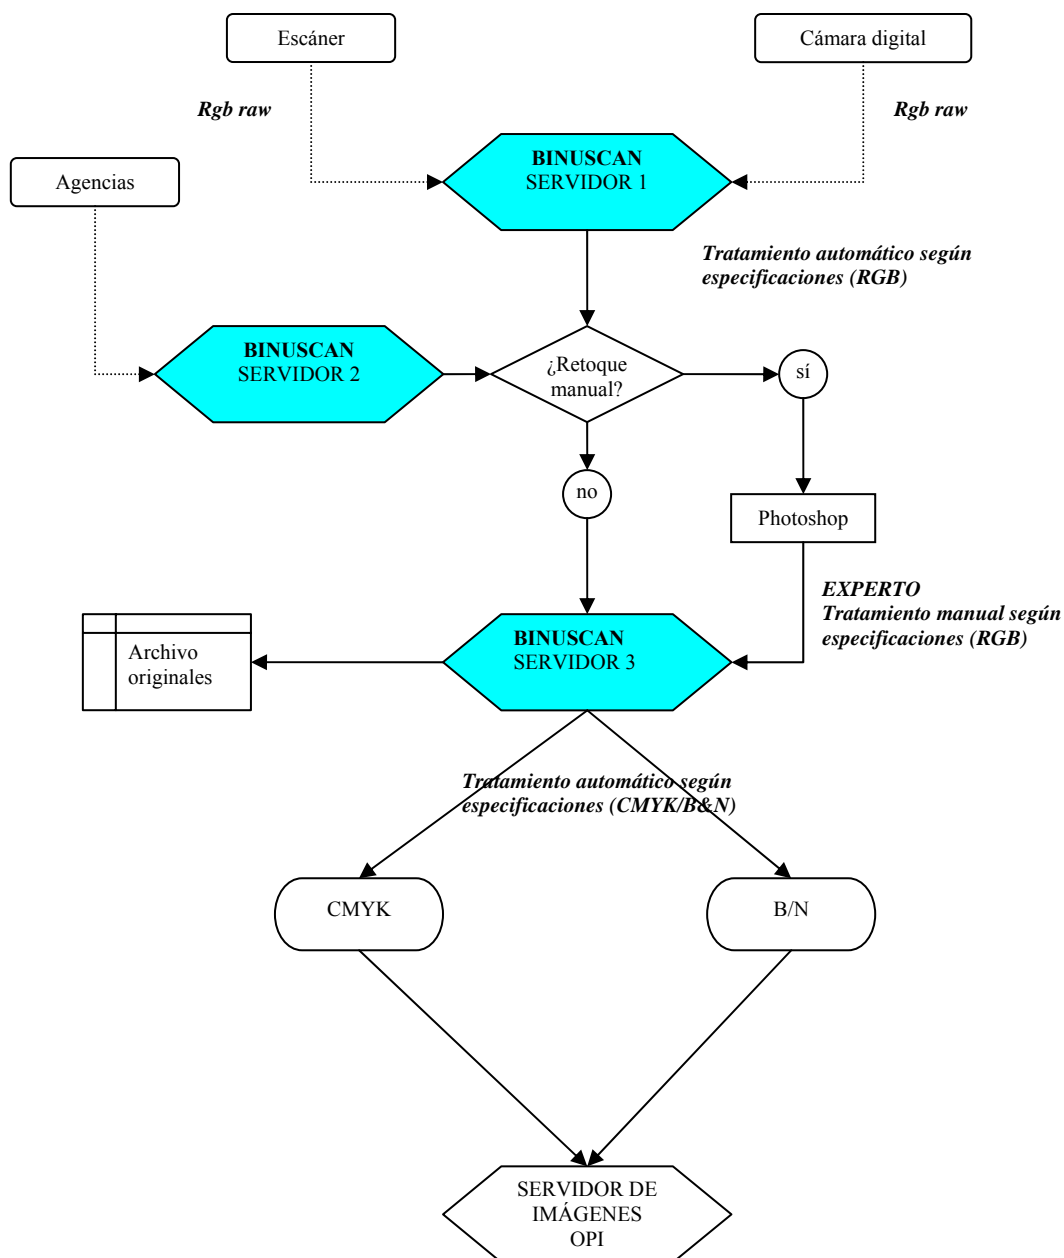 Escáner
Cámara digital
Rgb raw
Rgb raw
BINUSCAN
SERVIDOR 1
Agencias
Tratamiento automático según
especificaciones (RGB)
BINUSCAN
SERVIDOR 2
¿Retoque
manual?
sí
no
Photoshop
EXPERTO
Tratamiento manual según
especificaciones (RGB)
BINUSCAN
SERVIDOR 3
Archivo
originales
Tratamiento automático según
especificaciones (CMYK/B&N)
CMYK
B/N
SERVIDOR DE
IMÁGENES
OPI